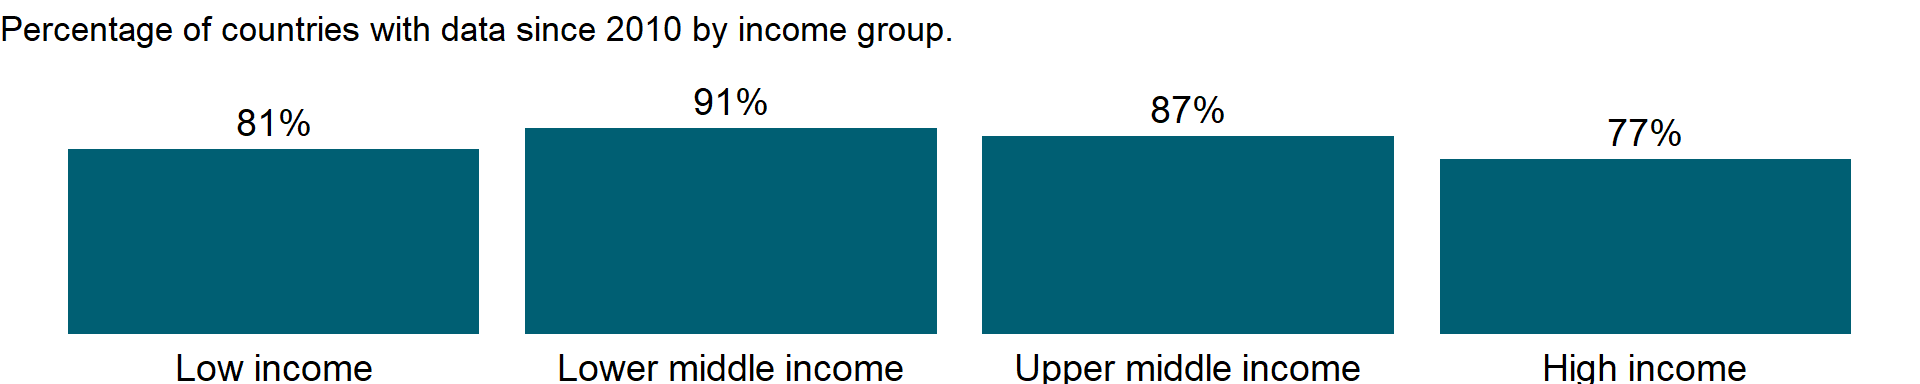 Percentage of countries with data since 2010 by income group.
81%
91%
87%
77%
Low income
Lower middle income
Upper middle income
High income